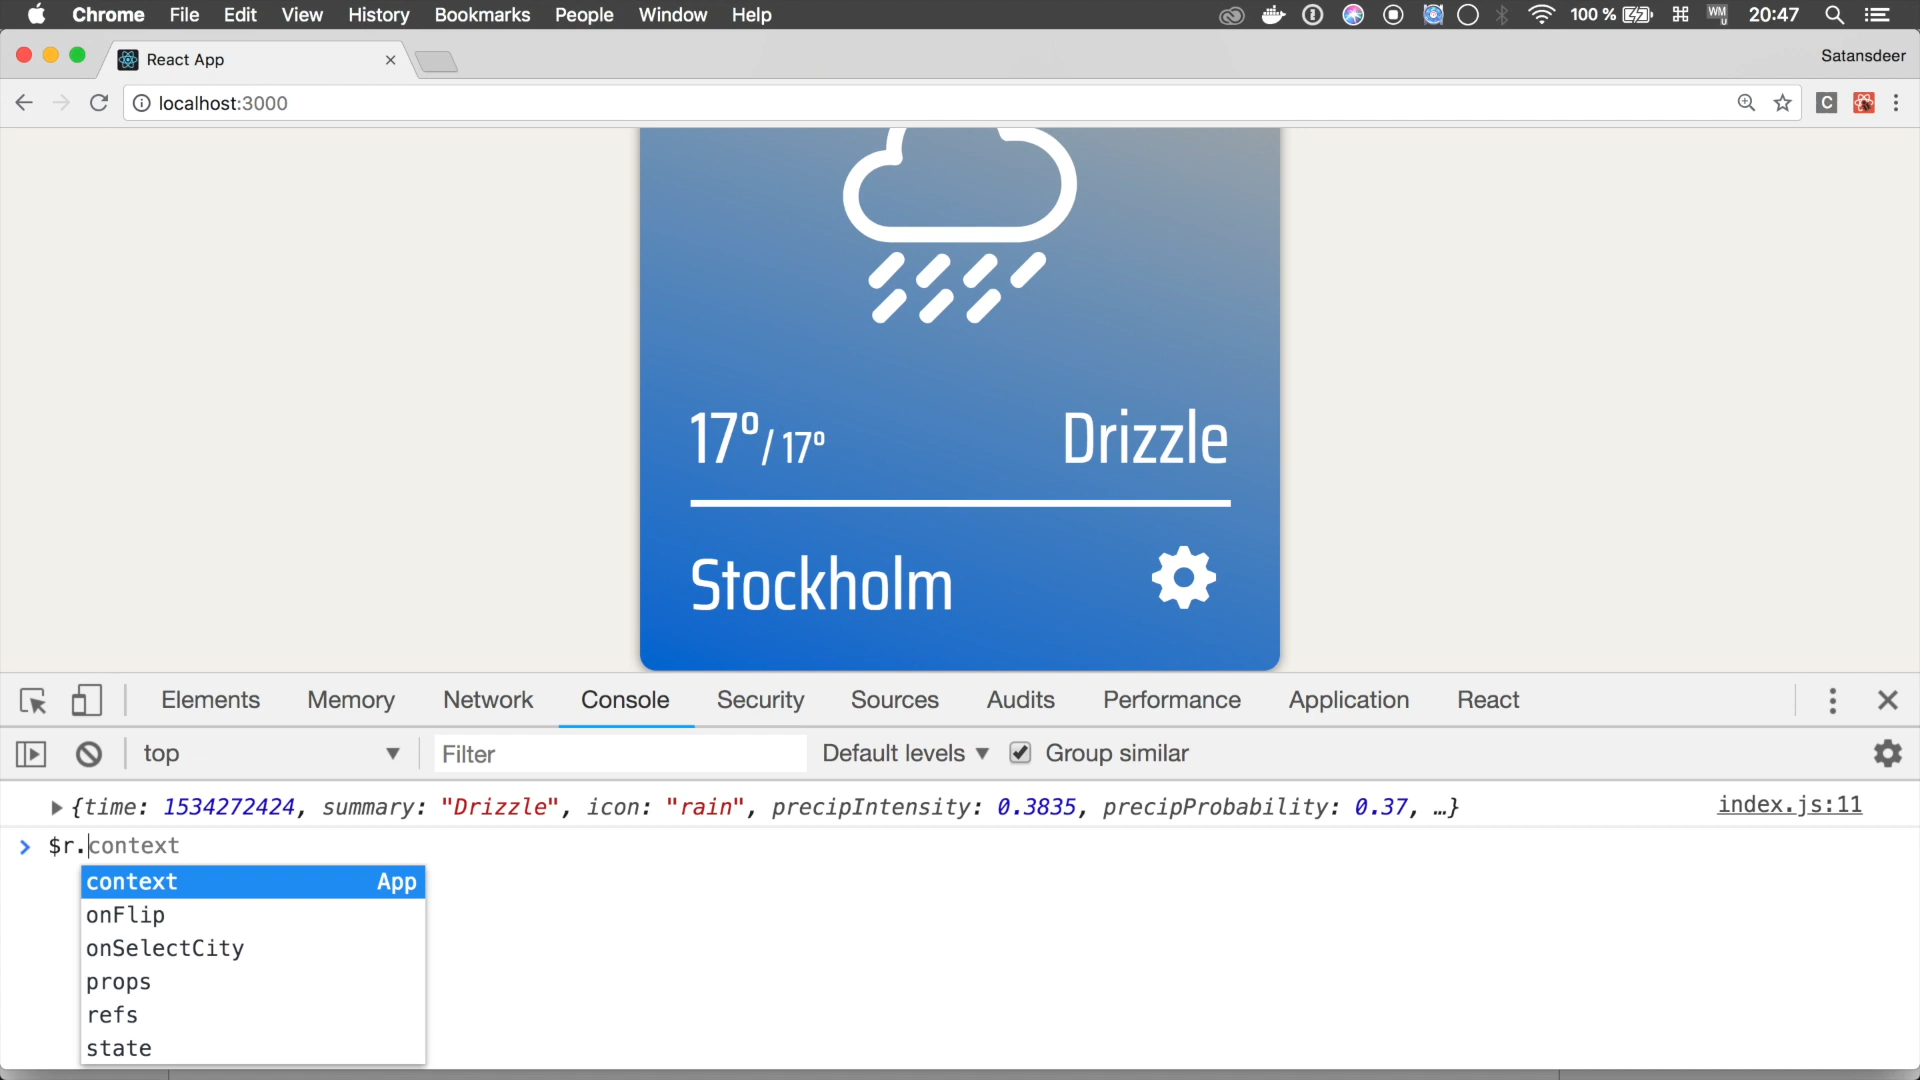 Chrome File Edit View History Bookmarks People Window Help 100 % WM 20:47
React App Satansdeer
localhost:3000 C
17º/ 17º Drizzle
Stockholm
Elements Memory Network Console Security Sources Audits Performance Application React
top ▼ Filter Default levels ▼ Group similar
{time: 1534272424, summary: "Drizzle", icon: "rain", precipIntensity: 0.3835, precipProbability: 0.37, …} index.js:11
> $r.context
context App
onFlip
onSelectCity
props
refs
state